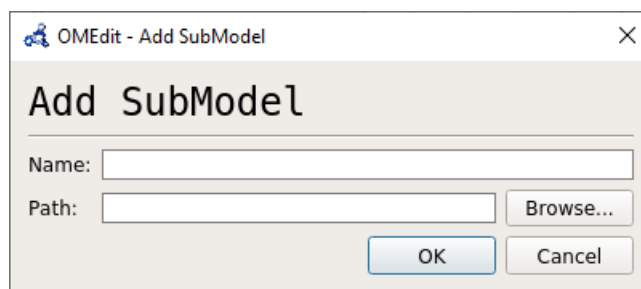 OMEdit - Add SubModel
Add SubModel
Name:
Path:
Browse...
OK
Cancel